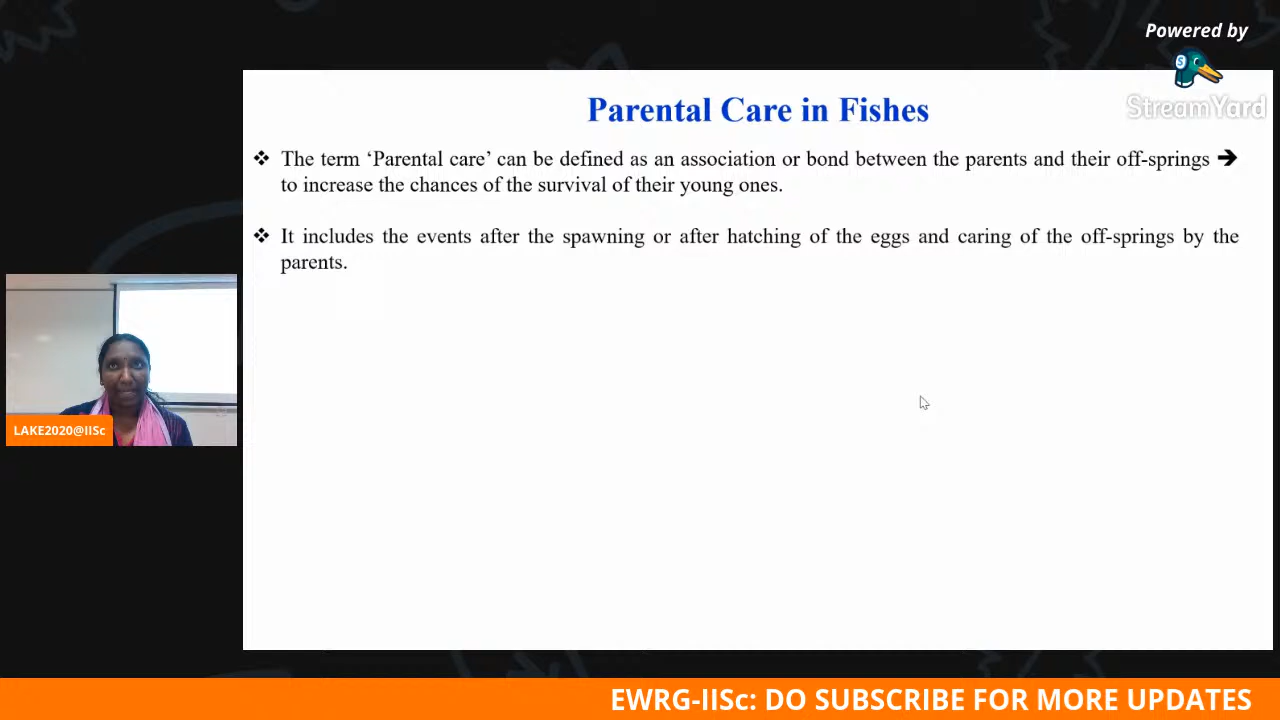 Powered by
StreamYard
Parental Care in Fishes
❖ The term ‘Parental care’ can be defined as an association or bond between the parents and their off-springs ➔
to increase the chances of the survival of their young ones.
❖ It includes the events after the spawning or after hatching of the eggs and caring of the off-springs by the
parents.
LAKE2020@IISc
EWRG-IISc: DO SUBSCRIBE FOR MORE UPDATES